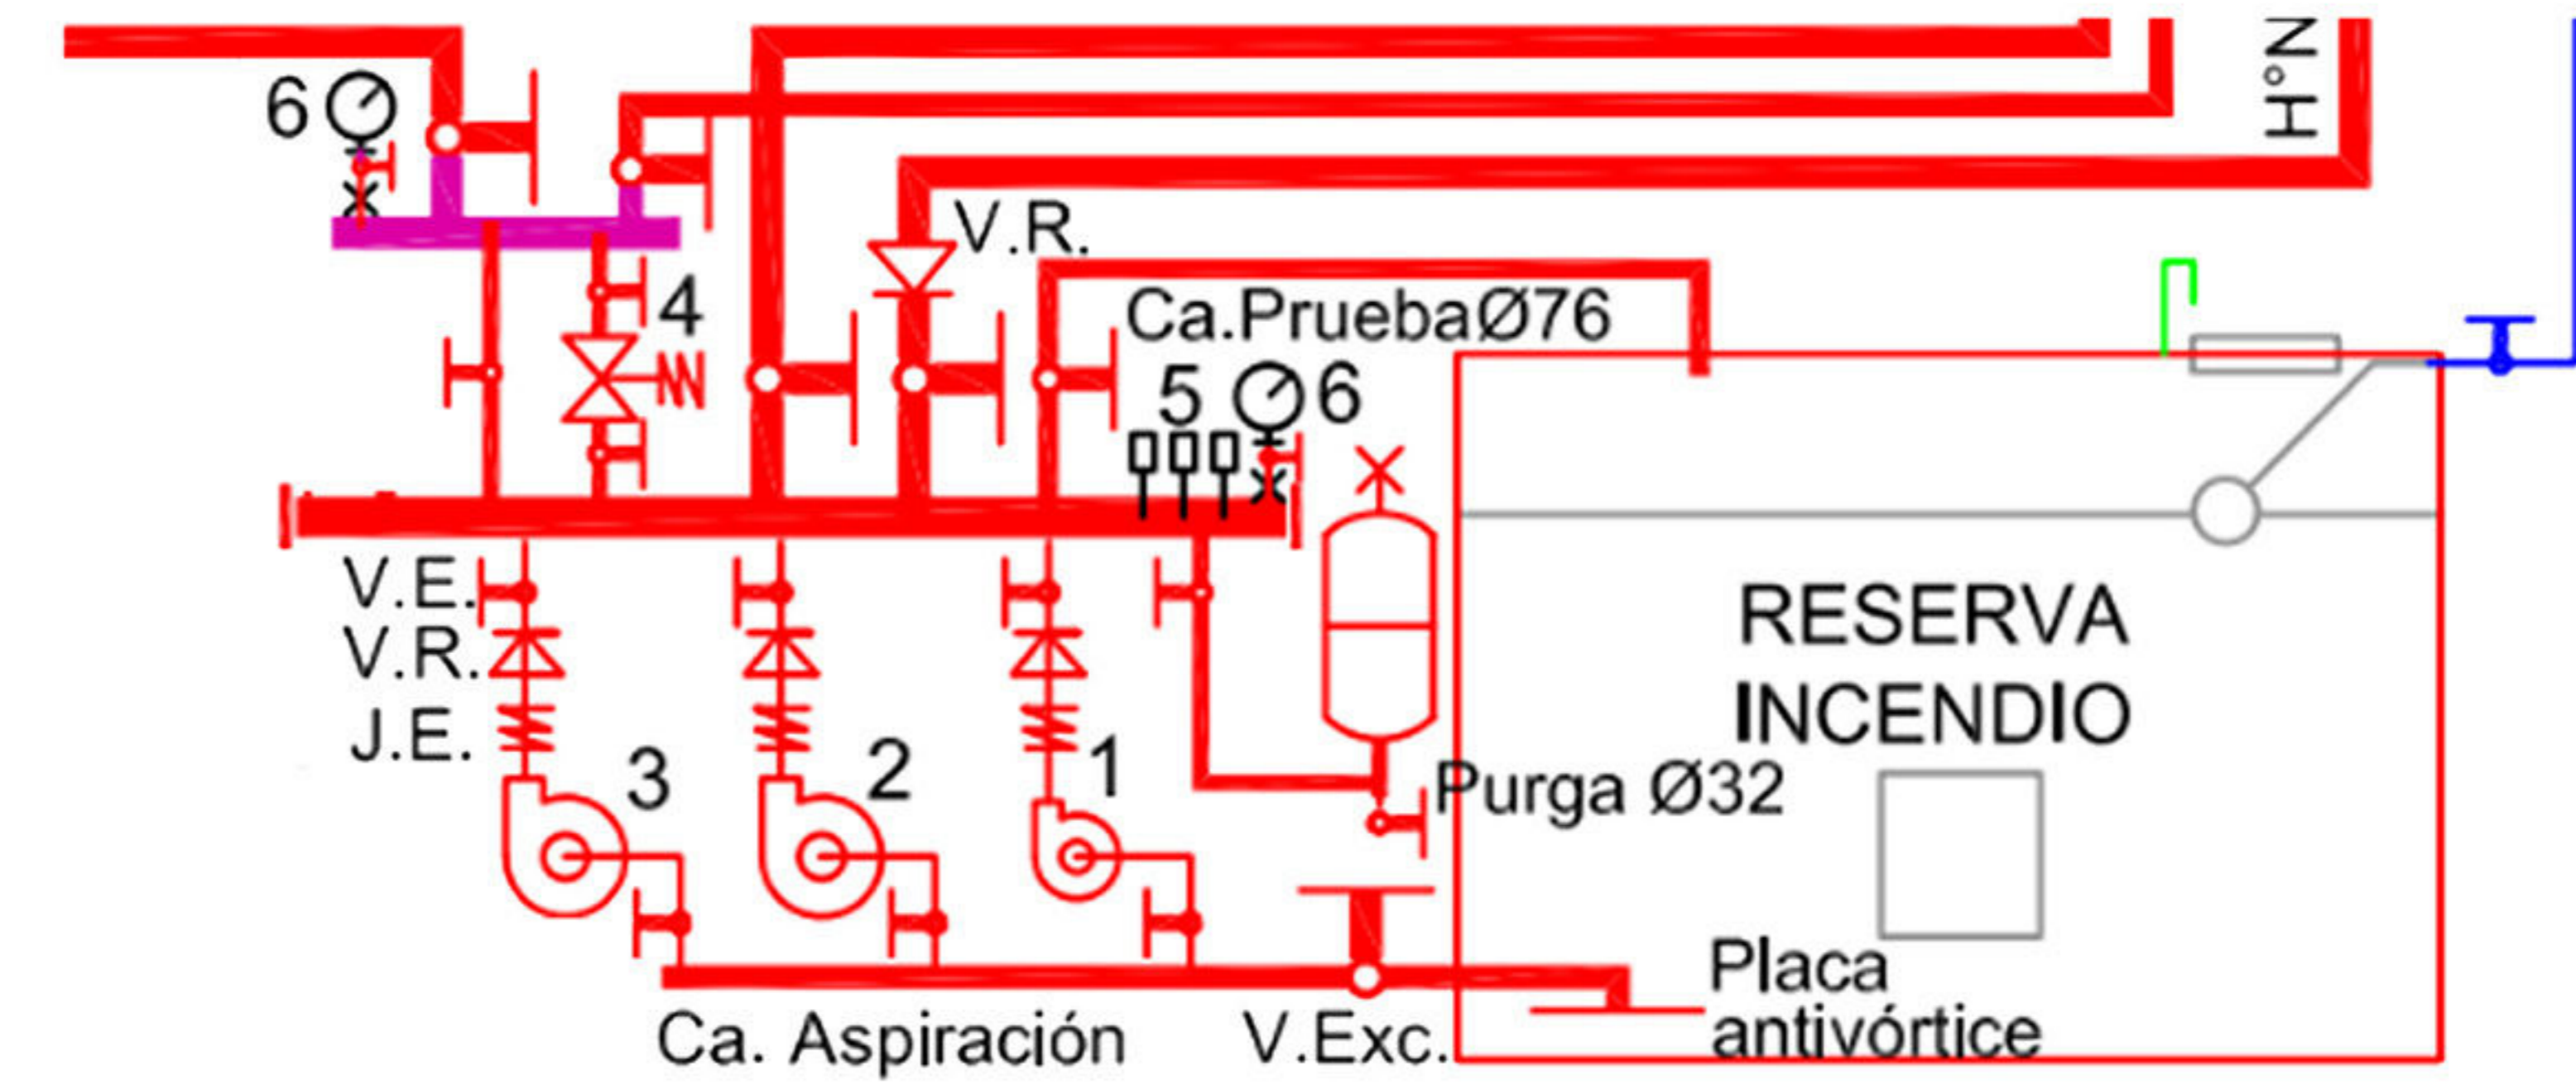 6
H°N
V.R.
4
Ca.PruebaØ76
5
6
V.E.
V.R.
J.E.
3
2
1
RESERVA
INCENDIO
Purga Ø32
Placa
antivórtice
Ca. Aspiración
V.Exc.